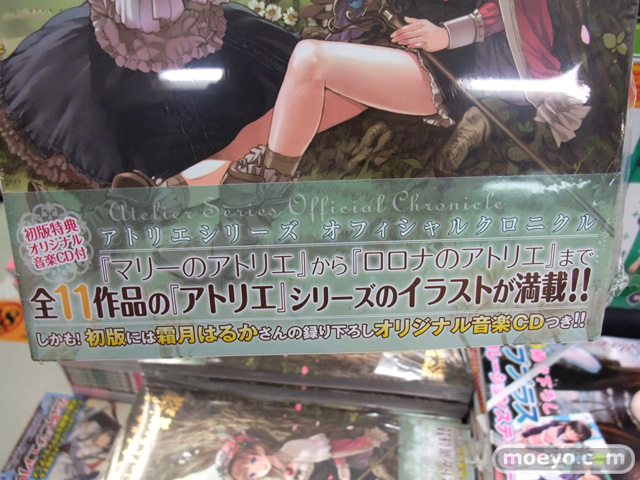 Atelier Series Official Chronicle
アトリエシリーズ オフィシャルクロニクル
初版特典
オリジナル
音楽CD付
『マリーのアトリエ』から『ロロナのアトリエ』まで
全11作品の『アトリエ』シリーズのイラストが満載!!
しかも! 初版には霜月はるかさんの録り下ろしオリジナル音楽CDつき!!
moeyo.com